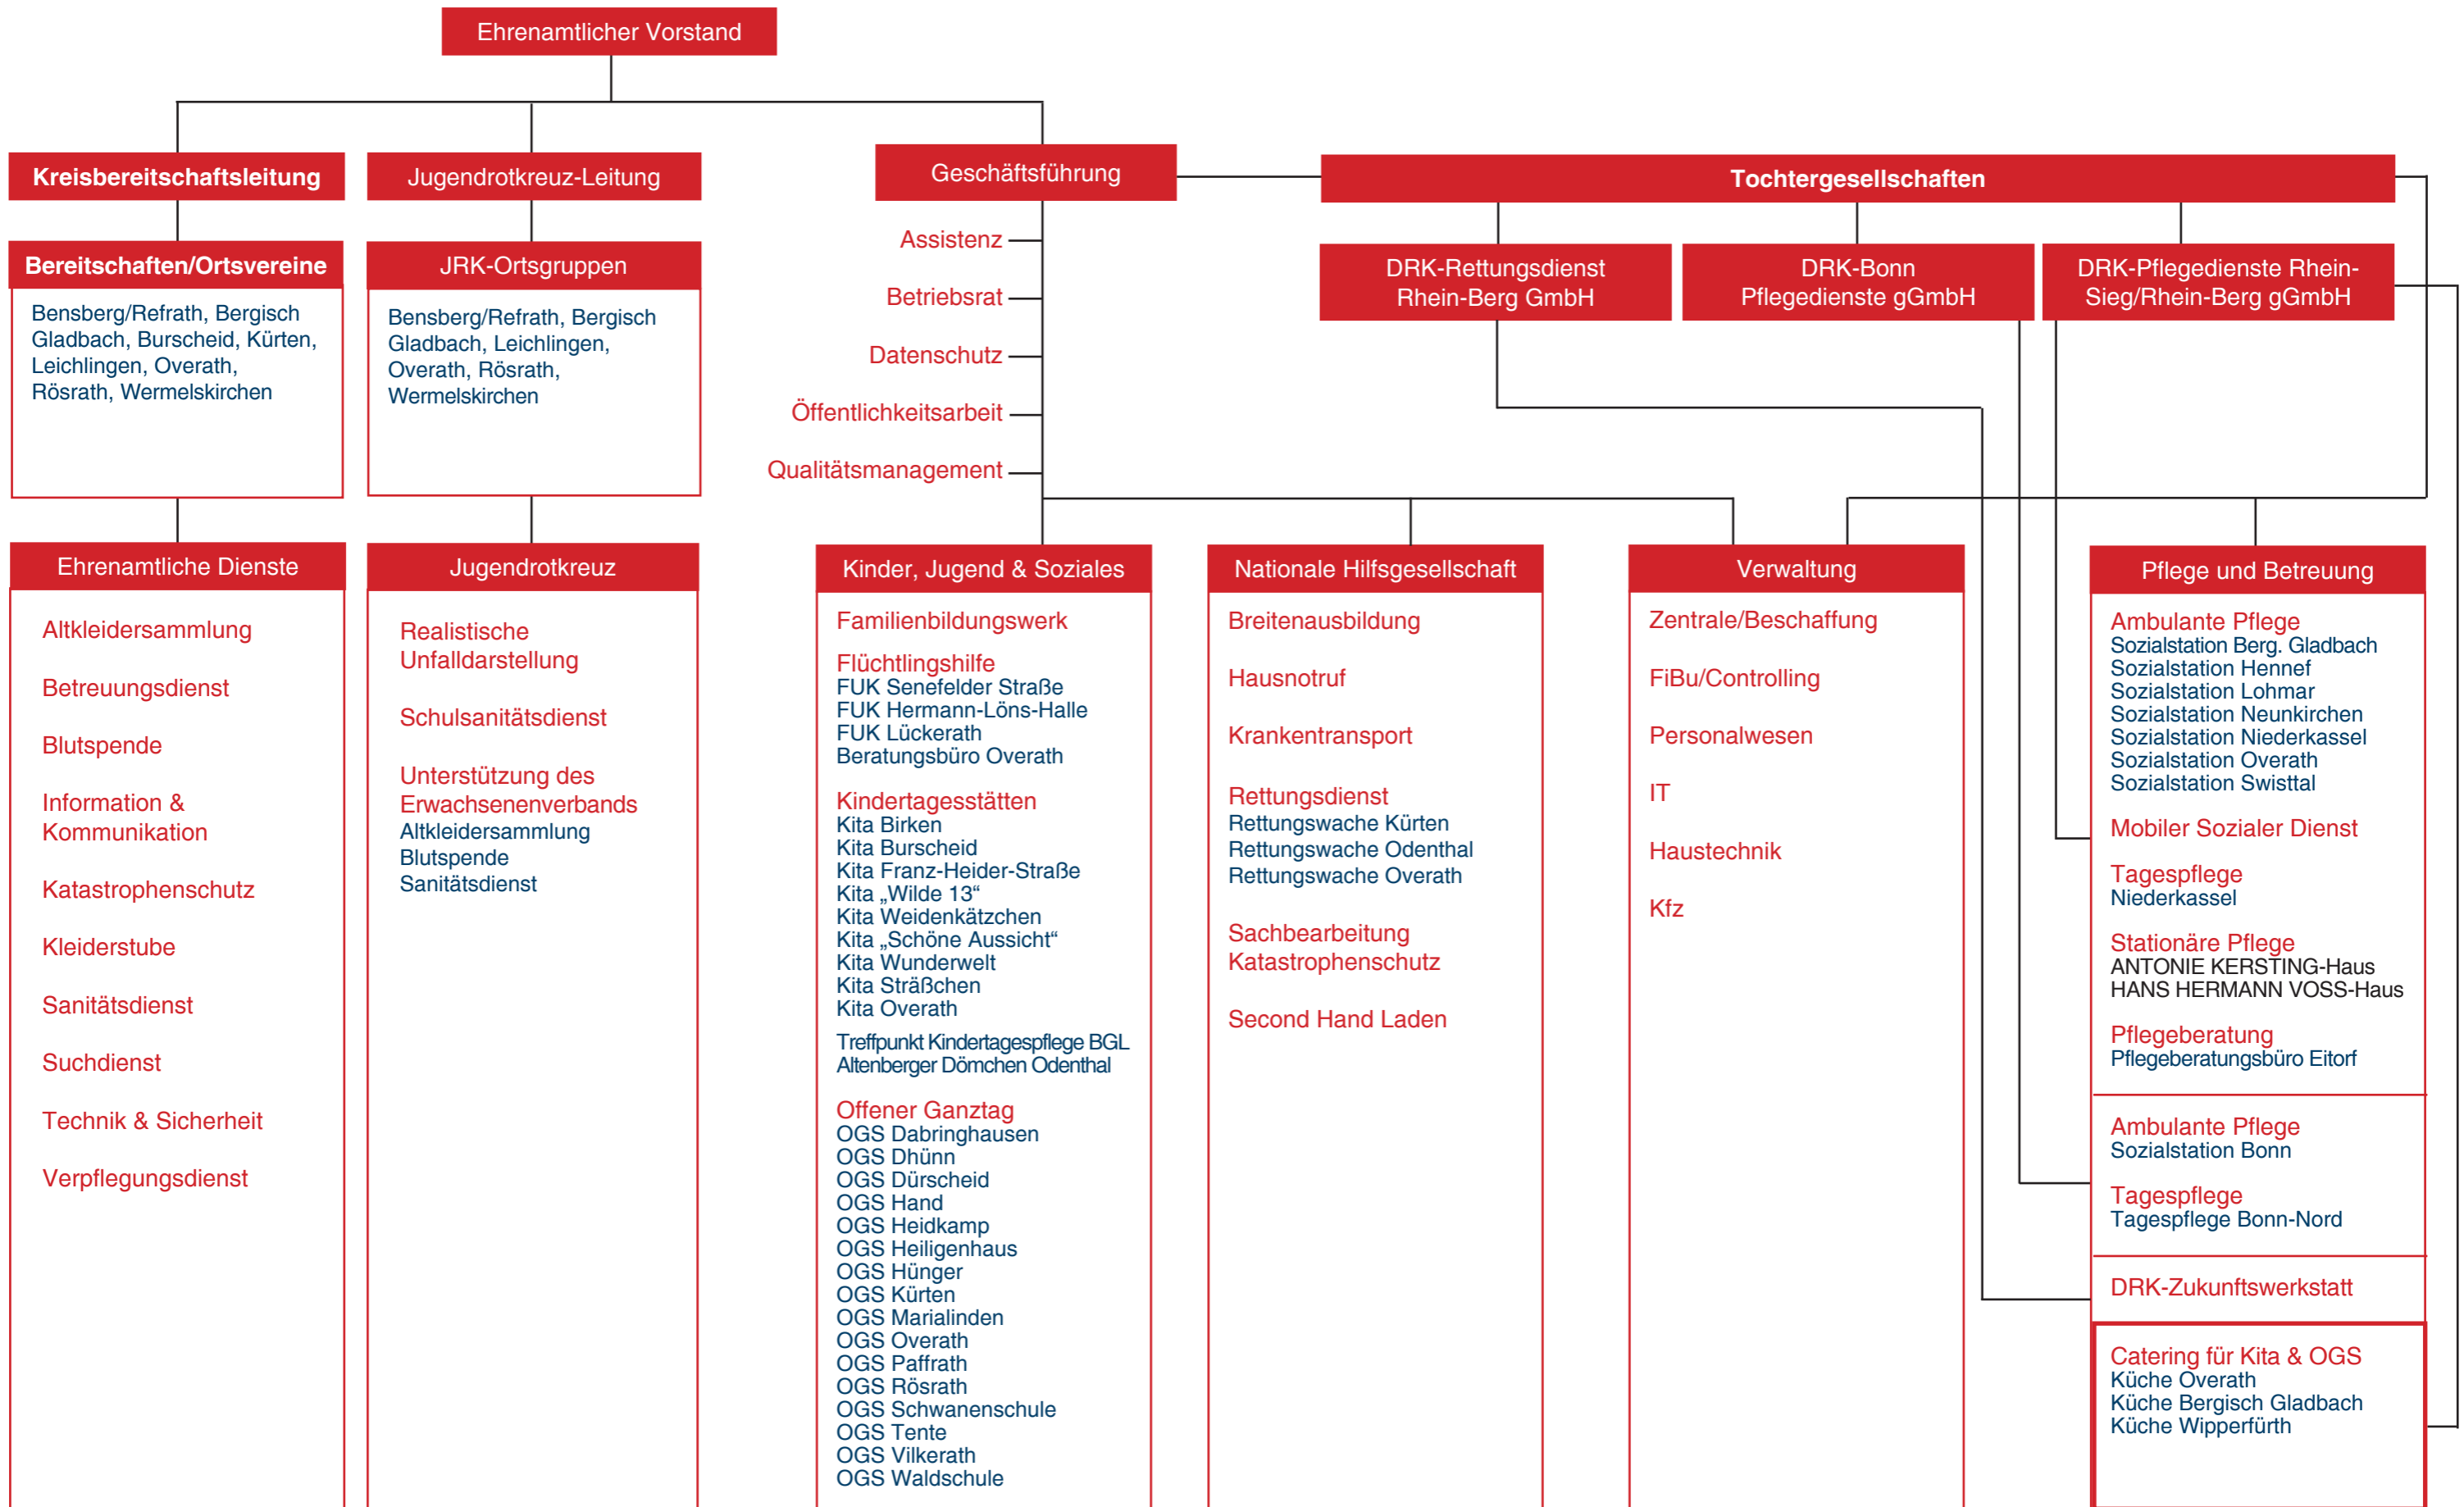 Ehrenamtlicher Vorstand
Kreisbereitschaftsleitung
Jugendrotkreuz-Leitung
Geschäftsführung
Tochtergesellschaften
Bereitschaften/Ortsvereine
Bensberg/Refrath, Bergisch
Gladbach, Burscheid, Kürten,
Leichlingen, Overath,
Rösrath, Wermelskirchen
JRK-Ortsgruppen
Bensberg/Refrath, Bergisch
Gladbach, Leichlingen,
Overath, Rösrath,
Wermelskirchen
Assistenz
Betriebsrat
Datenschutz
Öffentlichkeitsarbeit
Qualitätsmanagement
DRK-Rettungsdienst
Rhein-Berg GmbH
DRK-Bonn
Pflegedienste gGmbH
DRK-Pflegedienste Rhein-
Sieg/Rhein-Berg gGmbH
Ehrenamtliche Dienste
Altkleidersammlung
Betreuungsdienst
Blutspende
Information &
Kommunikation
Katastrophenschutz
Kleiderstube
Sanitätsdienst
Suchdienst
Technik & Sicherheit
Verpflegungsdienst
Jugendrotkreuz
Realistische
Unfalldarstellung
Schulsanitätsdienst
Unterstützung des
Erwachsenenverbands
Altkleidersammlung
Blutspende
Sanitätsdienst
Kinder, Jugend & Soziales
Familienbildungswerk
Flüchtlingshilfe
FUK Senefelder Straße
FUK Hermann-Löns-Halle
FUK Lückerath
Beratungsbüro Overath
Kindertagesstätten
Kita Birken
Kita Burscheid
Kita Franz-Heider-Straße
Kita „Wilde 13“
Kita Weidenkätzchen
Kita „Schöne Aussicht“
Kita Wunderwelt
Kita Sträßchen
Kita Overath
Treffpunkt Kindertagespflege BGL
Altenberger Dömchen Odenthal
Offener Ganztag
OGS Dabringhausen
OGS Dhünn
OGS Dürscheid
OGS Hand
OGS Heidkamp
OGS Heiligenhaus
OGS Hünger
OGS Kürten
OGS Marialinden
OGS Overath
OGS Paffrath
OGS Rösrath
OGS Schwanenschule
OGS Tente
OGS Vilkerath
OGS Waldschule
Nationale Hilfsgesellschaft
Breitenausbildung
Hausnotruf
Krankentransport
Rettungsdienst
Rettungswache Kürten
Rettungswache Odenthal
Rettungswache Overath
Sachbearbeitung
Katastrophenschutz
Second Hand Laden
Verwaltung
Zentrale/Beschaffung
FiBu/Controlling
Personalwesen
IT
Haustechnik
Kfz
Pflege und Betreuung
Ambulante Pflege
Sozialstation Berg. Gladbach
Sozialstation Hennef
Sozialstation Lohmar
Sozialstation Neunkirchen
Sozialstation Niederkassel
Sozialstation Overath
Sozialstation Swisttal
Mobiler Sozialer Dienst
Tagespflege
Niederkassel
Stationäre Pflege
ANTONIE KERSTING-Haus
HANS HERMANN VOSS-Haus
Pflegeberatung
Pflegeberatungsbüro Eitorf
Ambulante Pflege
Sozialstation Bonn
Tagespflege
Tagespflege Bonn-Nord
DRK-Zukunftswerkstatt
Catering für Kita & OGS
Küche Overath
Küche Bergisch Gladbach
Küche Wipperfürth